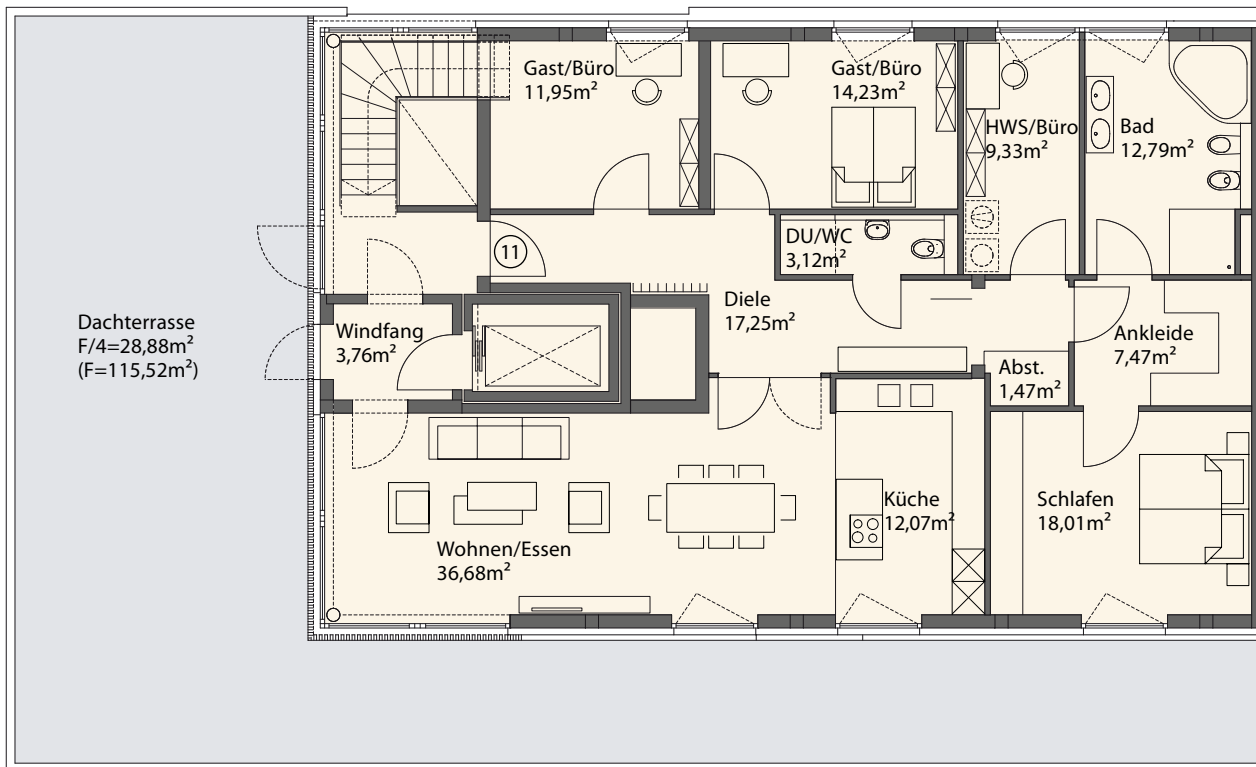 Gast/Büro
11,95m²
Gast/Büro
14,23m²
HWS/Büro
9,33m²
Bad
12,79m²
DU/WC
3,12m²
11
Diele
17,25m²
Dachterrasse
F/4=28,88m²
(F=115,52m²)
Windfang
3,76m²
Ankleide
7,47m²
Abst.
1,47m²
Küche
12,07m²
Schlafen
18,01m²
Wohnen/Essen
36,68m²